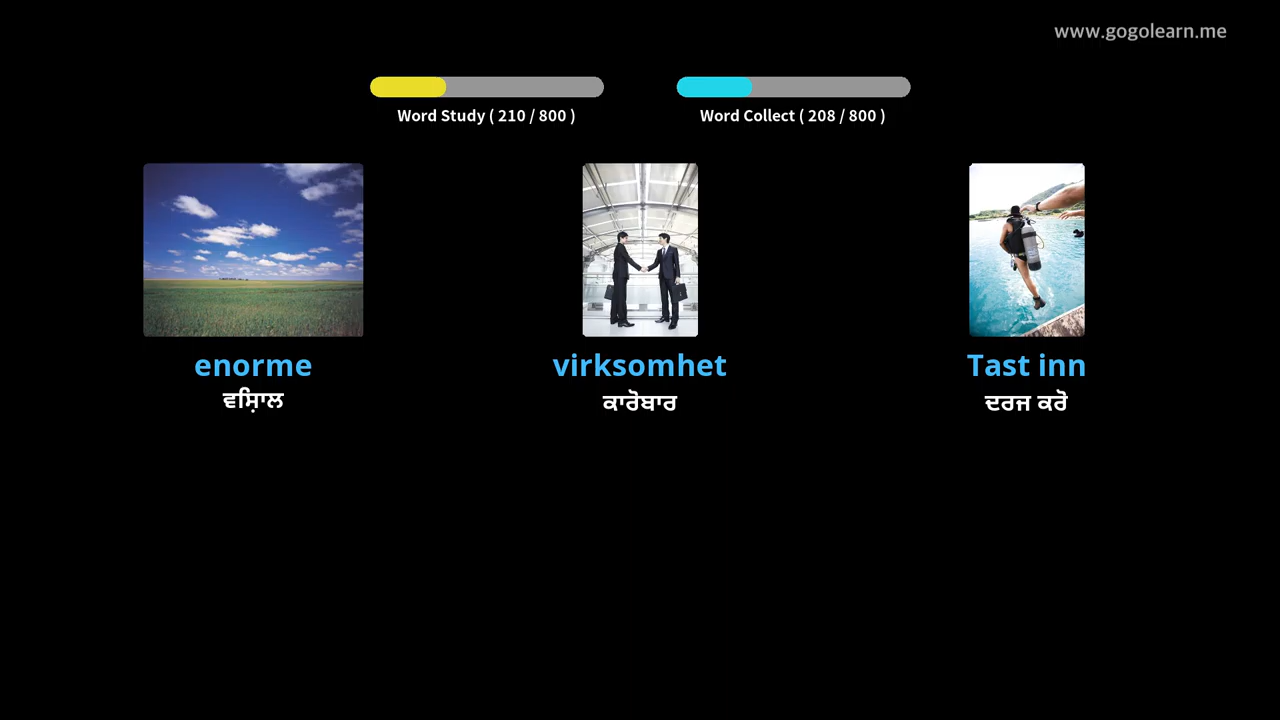 www.gogolearn.me
Word Study ( 210 / 800 )
Word Collect ( 208 / 800 )
enorme
ਵਿਸ਼ਾਲ
virksomhet
ਕਾਰੋਬਾਰ
Tast inn
ਦਰਜ ਕਰੋ